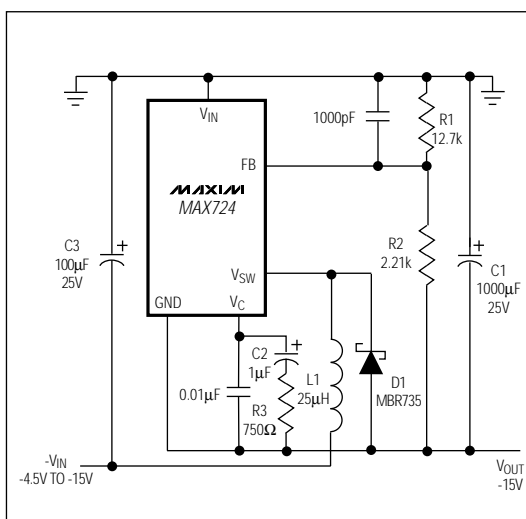 V_IN
1000pF
R1
12.7k
FB
MAXIM
MAX724
C3
100µF
25V
+
R2
2.21k
+
C1
1000µF
25V
V_SW
GND
V_C
C2
1µF
+
0.01µF
R3
750Ω
L1
25µH
D1
MBR735
-V_IN
-4.5V TO -15V
V_OUT
-15V